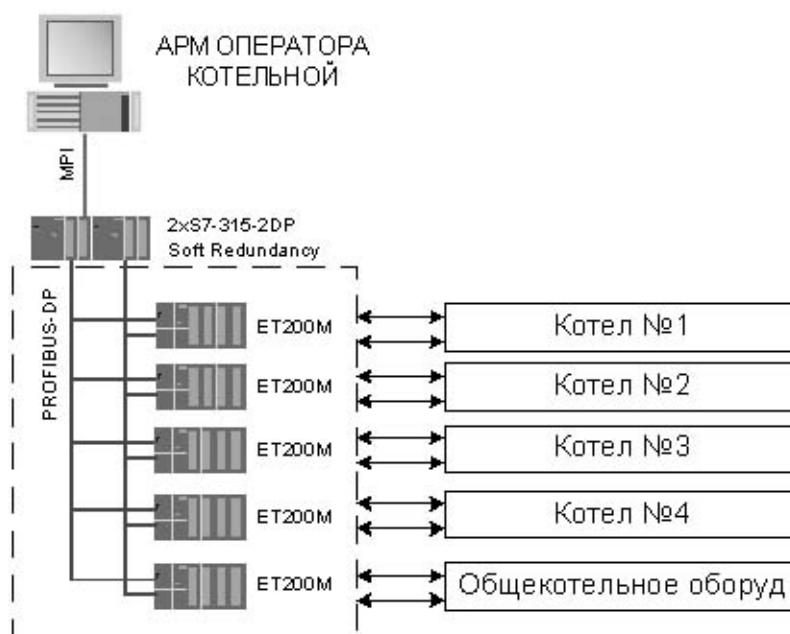 АРМ ОПЕРАТОРА
КОТЕЛЬНОЙ
MPI
2xS7-315-2DP
Soft Redundancy
PROFIBUS-DP
ET200M
Котел №1
ET200M
Котел №2
ET200M
Котел №3
ET200M
Котел №4
ET200M
Общекотельное оборуд